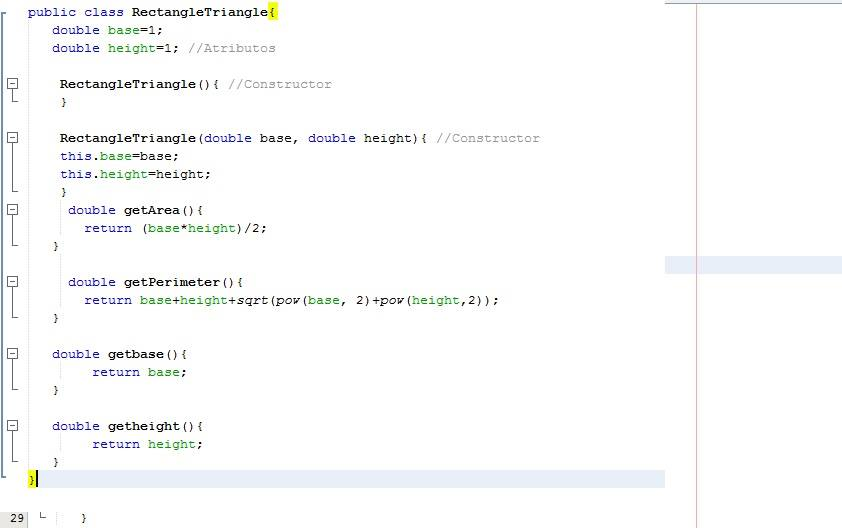 public class RectangleTriangle{
double base=1;
double height=1; //Atributos
RectangleTriangle(){ //Constructor
}
RectangleTriangle(double base, double height){ //Constructor
this.base=base;
this.height=height;
}
double getArea(){
return (base*height)/2;
}
double getPerimeter(){
return base+height+sqrt(pow(base, 2)+pow(height,2));
}
double getbase(){
return base;
}
double getheight(){
return height;
}
}
29 }